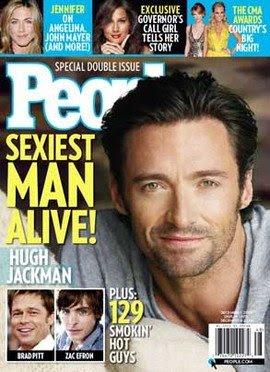 JENNIFER
ON
ANGELINA,
JOHN MAYER
(AND MORE!)
EXCLUSIVE
GOVERNOR'S
CALL GIRL
TELLS HER
STORY
THE CMA
AWARDS
COUNTRY'S
BIG
NIGHT!
SPECIAL DOUBLE ISSUE
People
SEXIEST
MAN
ALIVE!
HUGH
JACKMAN
PLUS:
129
SMOKIN'
HOT
GUYS
BRAD PITT
ZAC EFRON
PEOPLE.COM